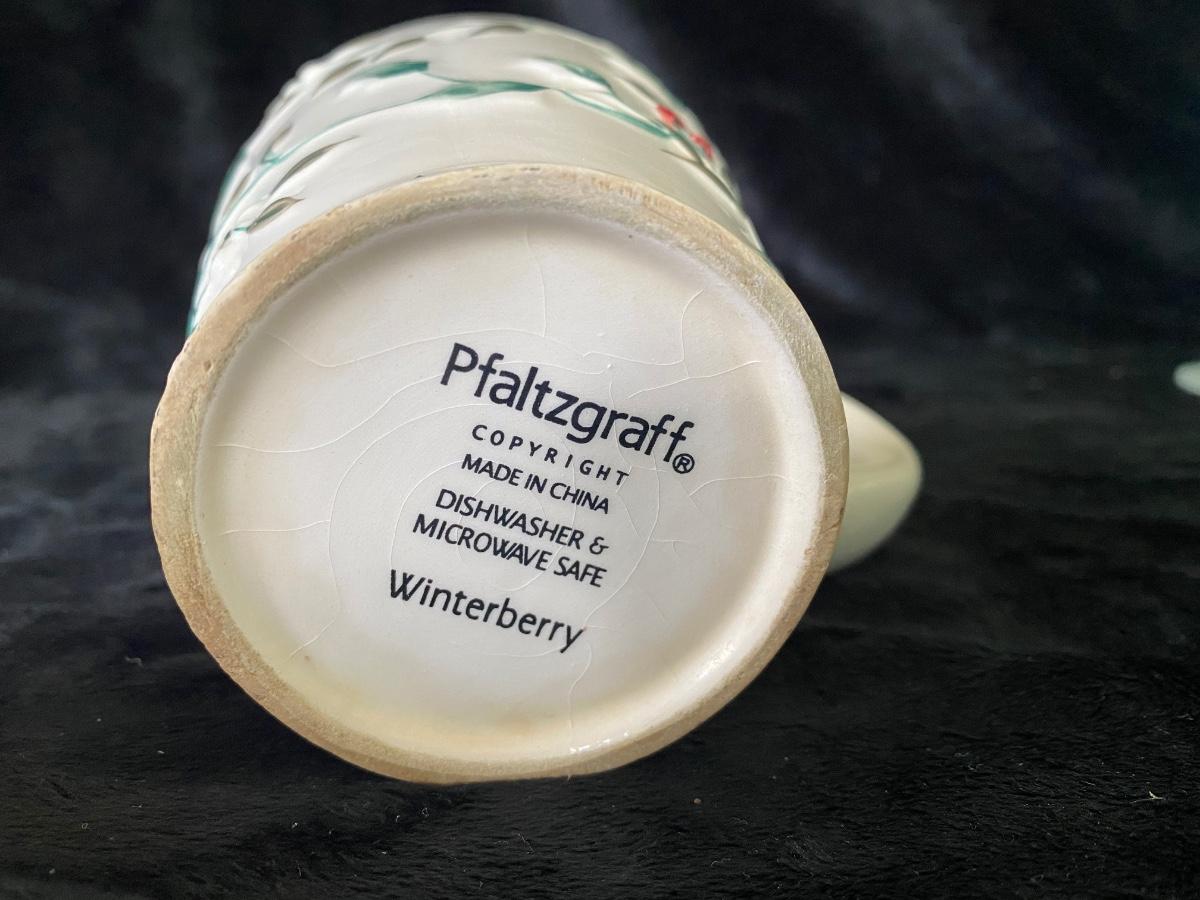 Pfaltzgraff®
COPYRIGHT
MADE IN CHINA
DISHWASHER &
MICROWAVE SAFE
Winterberry